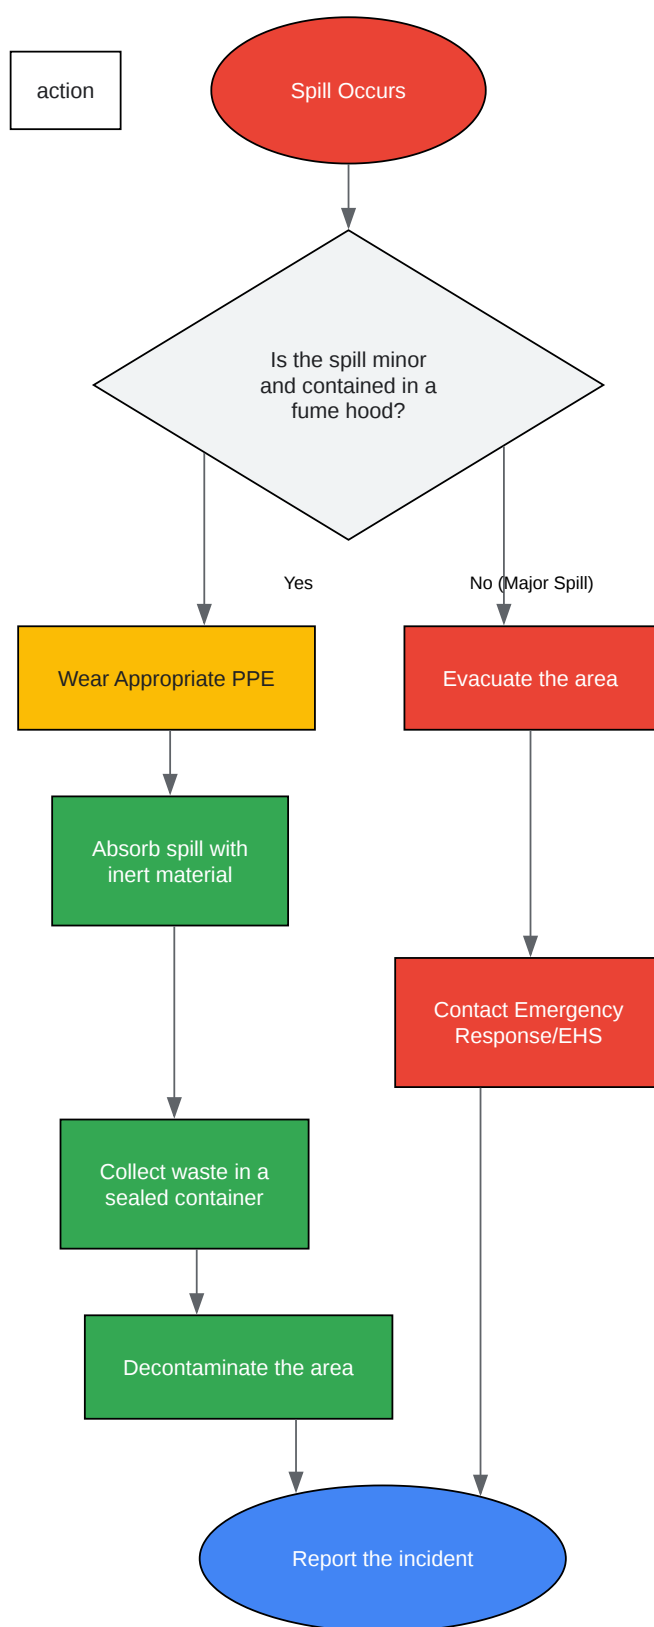 action
Spill Occurs
Is the spill minor
and contained in a
fume hood?
Yes
No (Major Spill)
Wear Appropriate PPE
Evacuate the area
Absorb spill with
inert material
Contact Emergency
Response/EHS
Collect waste in a
sealed container
Decontaminate the area
Report the incident